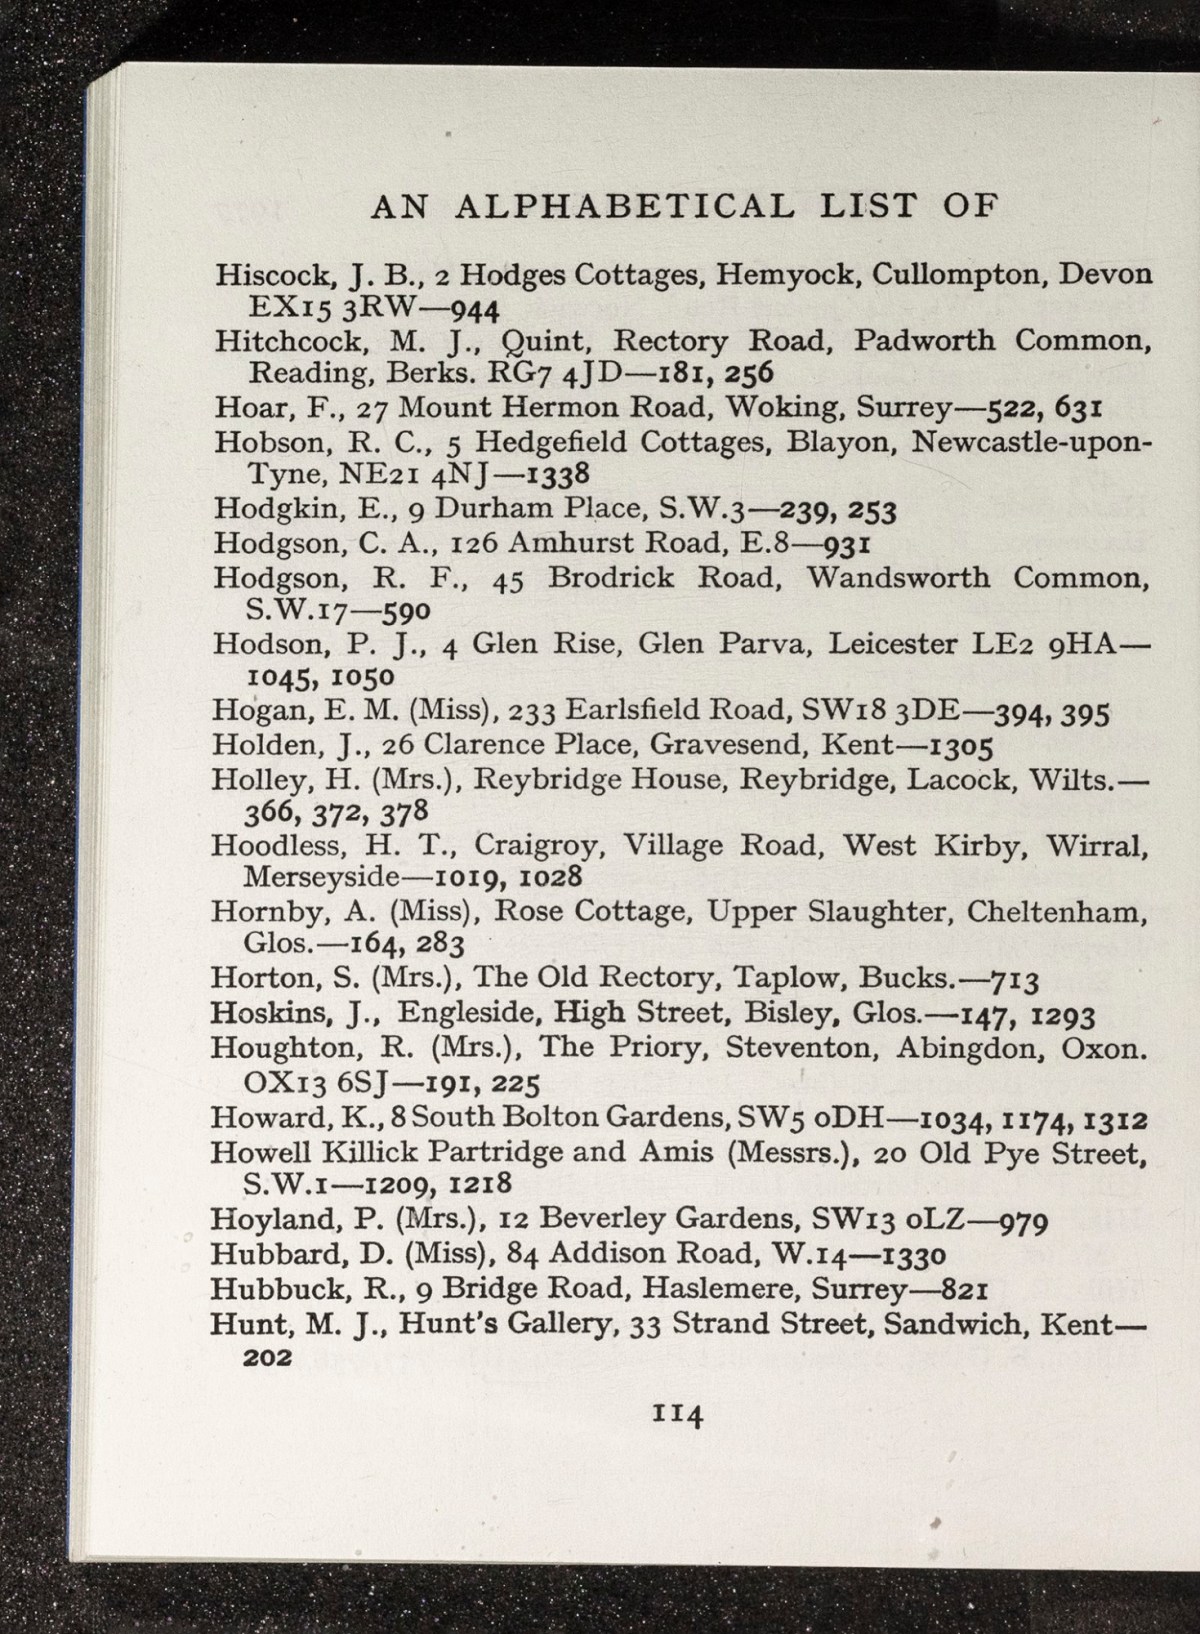 AN ALPHABETICAL LIST OF
Hiscock, J. B., 2 Hodges Cottages, Hemyock, Cullompton, Devon
EX15 3RW—944
Hitchcock, M. J., Quint, Rectory Road, Padworth Common,
Reading, Berks. RG7 4JD—181, 256
Hoar, F., 27 Mount Hermon Road, Woking, Surrey—522, 631
Hobson, R. C., 5 Hedgefield Cottages, Blayon, Newcastle-upon-
Tyne, NE21 4NJ—1338
Hodgkin, E., 9 Durham Place, S.W.3—239, 253
Hodgson, C. A., 126 Amhurst Road, E.8—931
Hodgson, R. F., 45 Brodrick Road, Wandsworth Common,
S.W.17—590
Hodson, P. J., 4 Glen Rise, Glen Parva, Leicester LE2 9HA—
1045, 1050
Hogan, E. M. (Miss), 233 Earlsfield Road, SW18 3DE—394, 395
Holden, J., 26 Clarence Place, Gravesend, Kent—1305
Holley, H. (Mrs.), Reybridge House, Reybridge, Lacock, Wilts.—
366, 372, 378
Hoodless, H. T., Craigroy, Village Road, West Kirby, Wirral,
Merseyside—1019, 1028
Hornby, A. (Miss), Rose Cottage, Upper Slaughter, Cheltenham,
Glos.—164, 283
Horton, S. (Mrs.), The Old Rectory, Taplow, Bucks.—713
Hoskins, J., Engleside, High Street, Bisley, Glos.—147, 1293
Houghton, R. (Mrs.), The Priory, Steventon, Abingdon, Oxon.
OX13 6SJ—191, 225
Howard, K., 8 South Bolton Gardens, SW5 0DH—1034, 1174, 1312
Howell Killick Partridge and Amis (Messrs.), 20 Old Pye Street,
S.W.1—1209, 1218
Hoyland, P. (Mrs.), 12 Beverley Gardens, SW13 0LZ—979
Hubbard, D. (Miss), 84 Addison Road, W.14—1330
Hubbuck, R., 9 Bridge Road, Haslemere, Surrey—821
Hunt, M. J., Hunt's Gallery, 33 Strand Street, Sandwich, Kent—
202
114